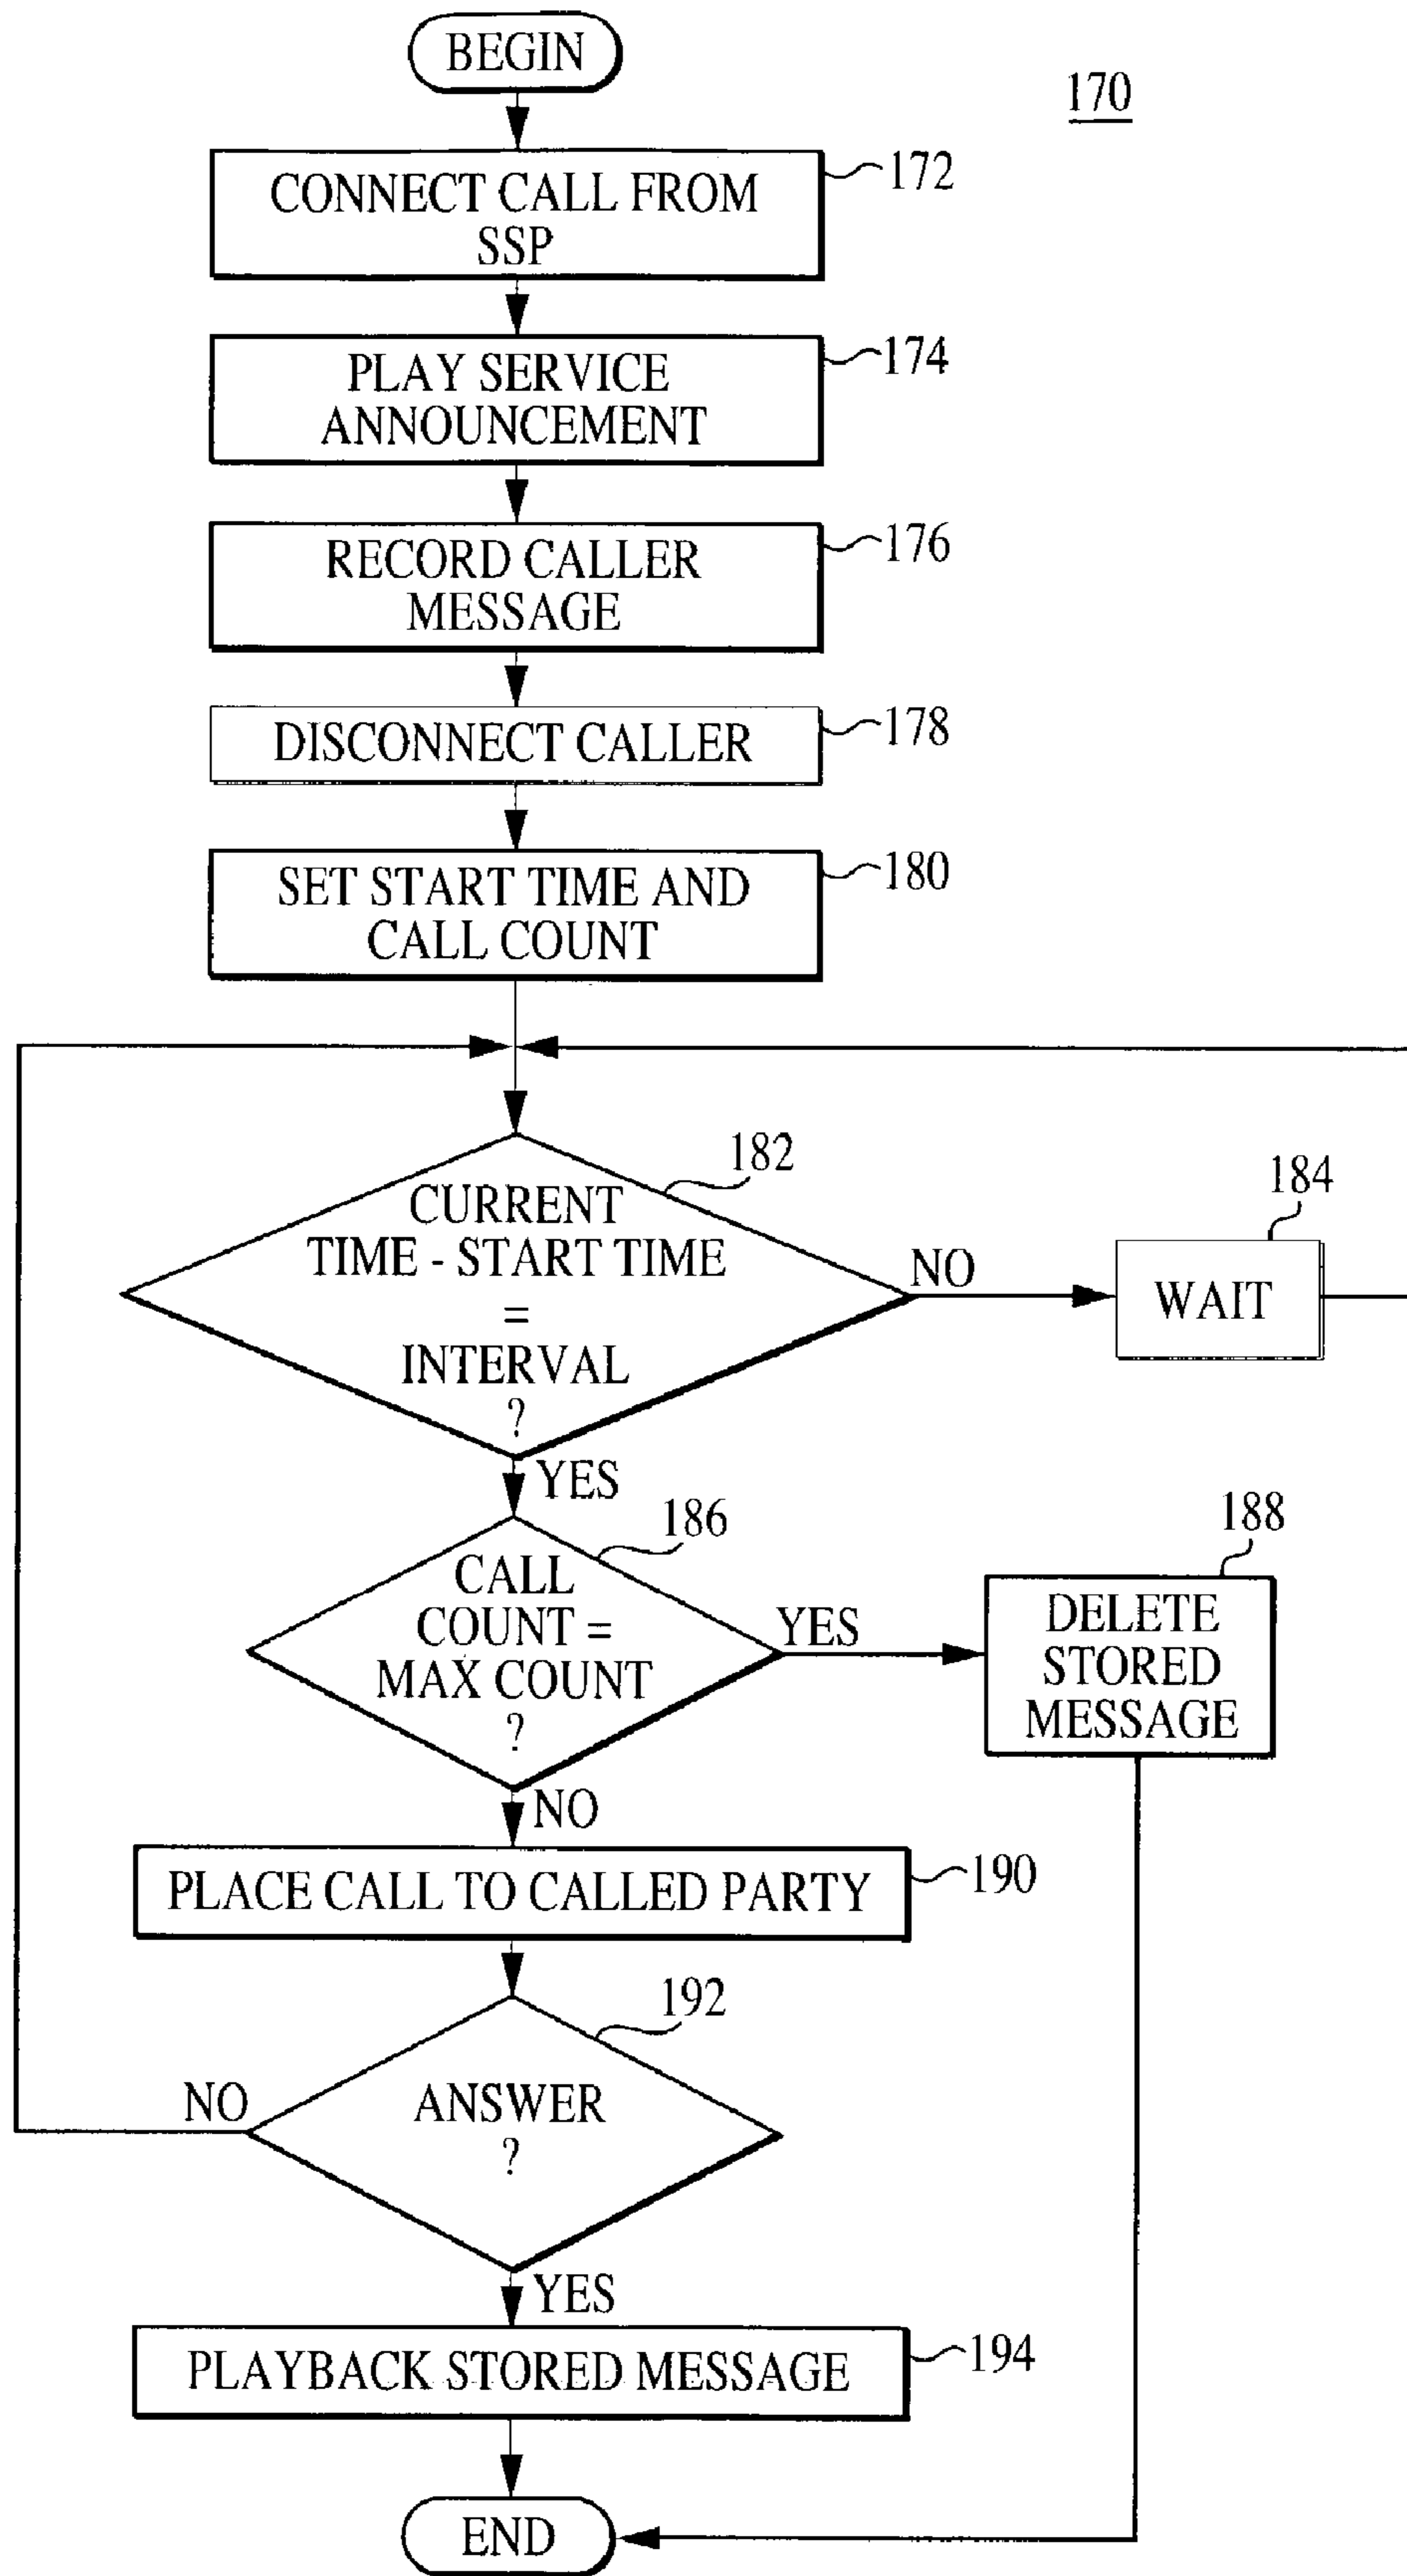 BEGIN
170
CONNECT CALL FROM
SSP
172
PLAY SERVICE
ANNOUNCEMENT
174
RECORD CALLER
MESSAGE
176
DISCONNECT CALLER
178
SET START TIME AND
CALL COUNT
180
CURRENT
TIME - START TIME
=
INTERVAL
?
182
NO
WAIT
184
YES
CALL
COUNT =
MAX COUNT
?
186
YES
DELETE
STORED
MESSAGE
188
NO
PLACE CALL TO CALLED PARTY
190
ANSWER
?
192
NO
YES
PLAYBACK STORED MESSAGE
194
END